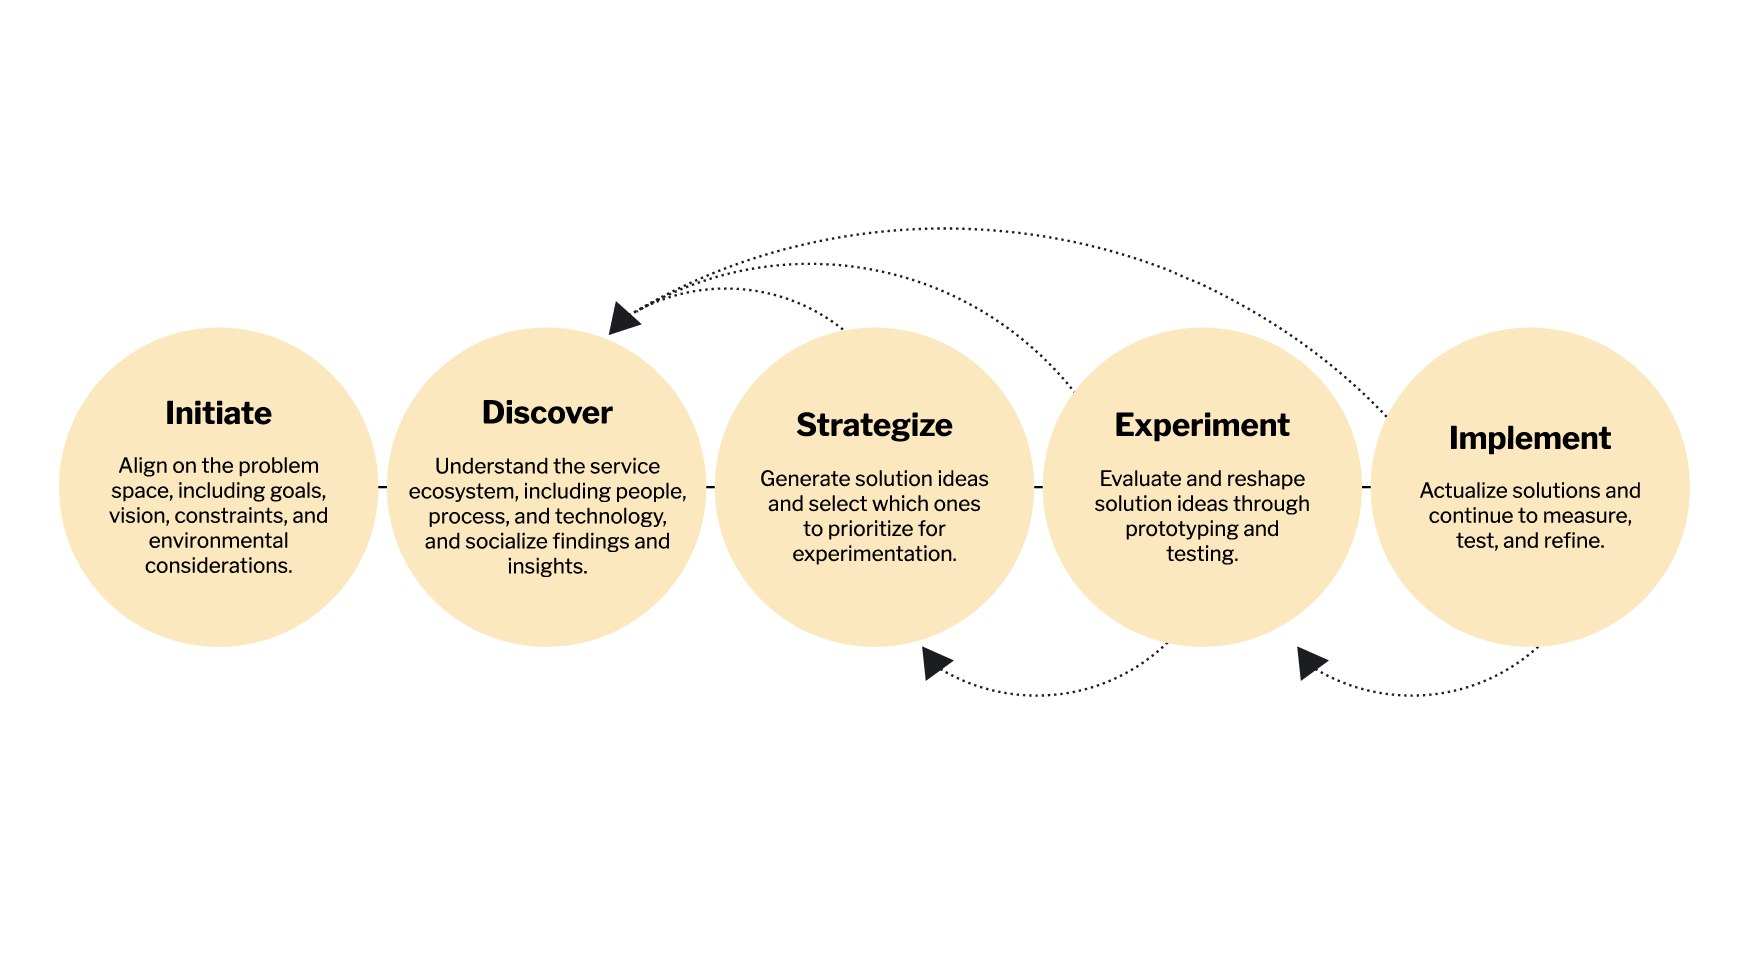 Initiate
Align on the problem
space, including goals,
vision, constraints, and
environmental
considerations.
Discover
Understand the service
ecosystem, including people,
process, and technology,
and socialize findings and
insights.
Strategize
Generate solution ideas
and select which ones
to prioritize for
experimentation.
Experiment
Evaluate and reshape
solution ideas through
prototyping and
testing.
Implement
Actualize solutions and
continue to measure,
test, and refine.